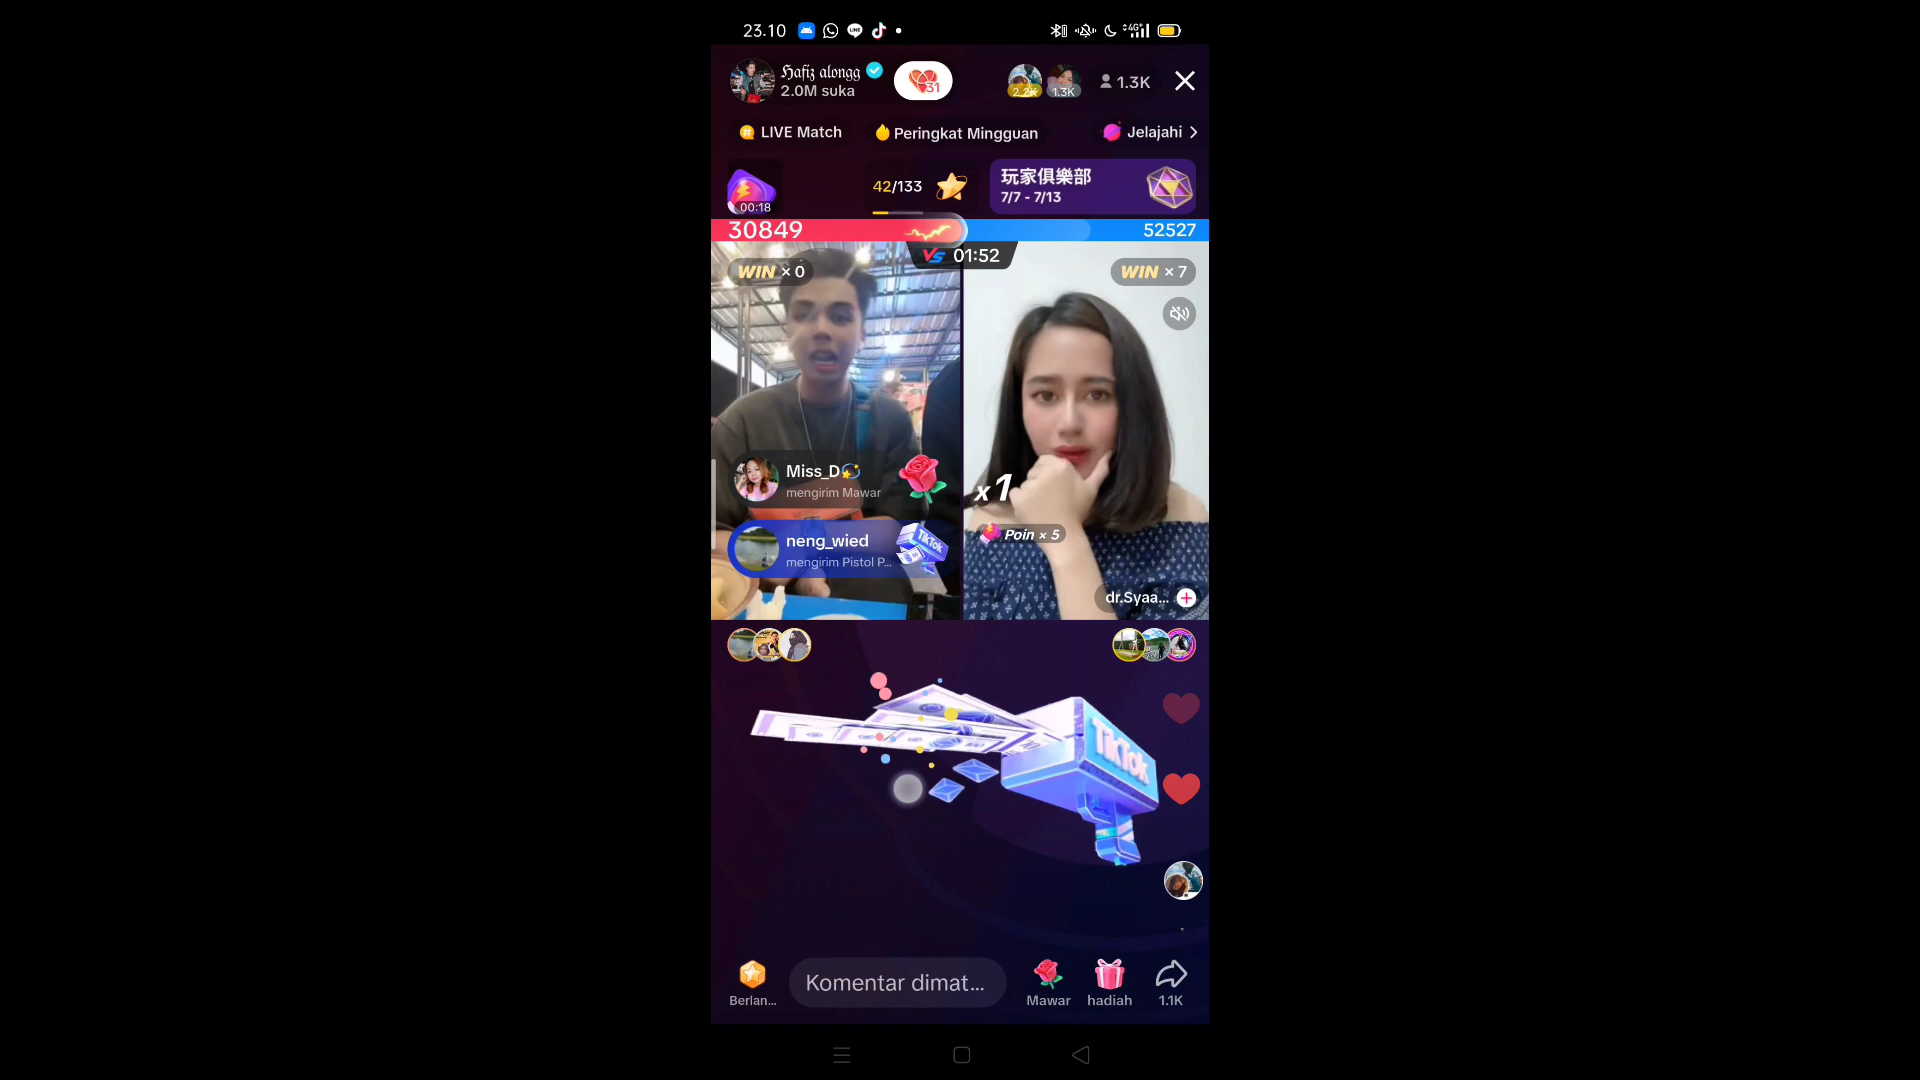 23.10
4G+
ℌafiz alongg
2.0M suka
31
2.2K
1.3K
1.3K
LIVE Match
Peringkat Mingguan
Jelajahi
00:18
42/133
玩家俱樂部
7/7 - 7/13
30849
52527
VS 01:52
WIN × 0
WIN × 7
Miss_D💫
mengirim Mawar
x1
Poin × 5
neng_wied
mengirim Pistol P...
TikTok
dr.Syaa...
TikTok
Berlan...
Komentar dimat...
Mawar
hadiah
1.1K